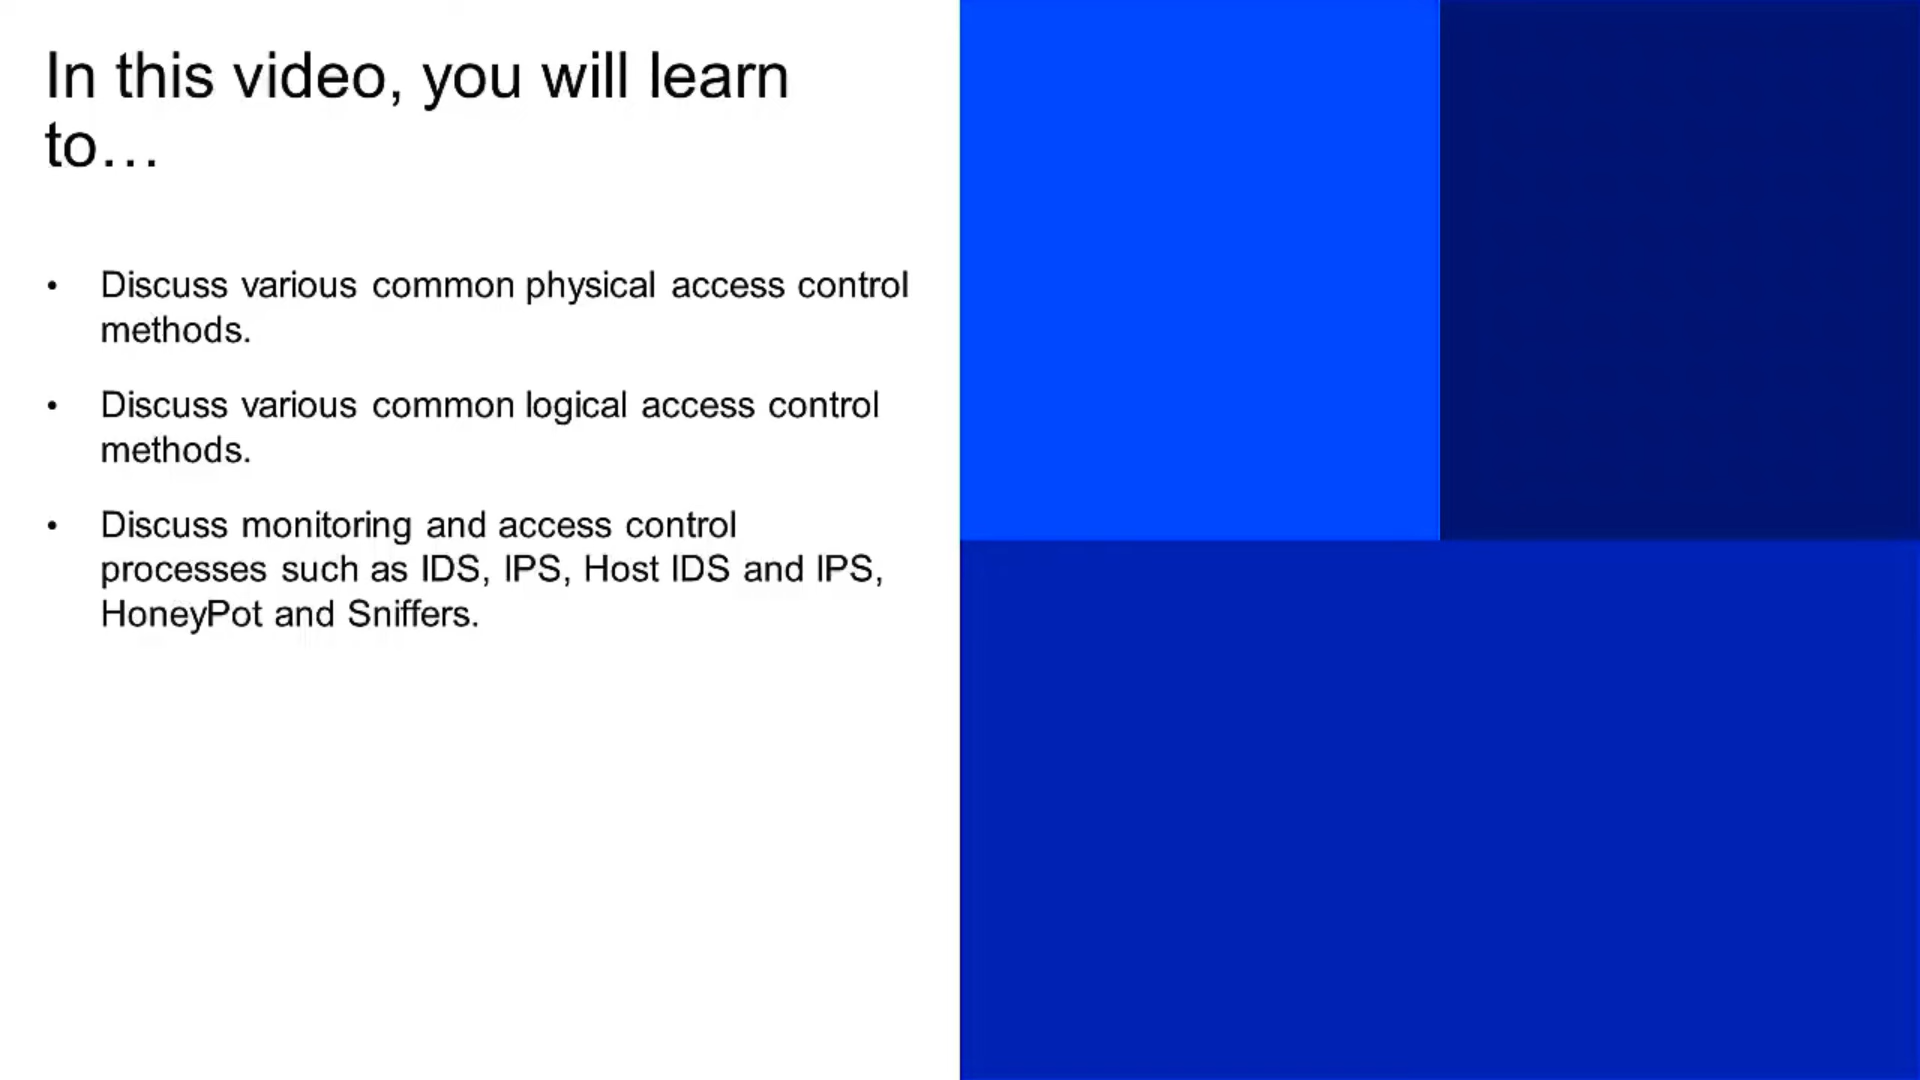 In this video, you will learn
to…
• Discuss various common physical access control
methods.
• Discuss various common logical access control
methods.
• Discuss monitoring and access control
processes such as IDS, IPS, Host IDS and IPS,
HoneyPot and Sniffers.